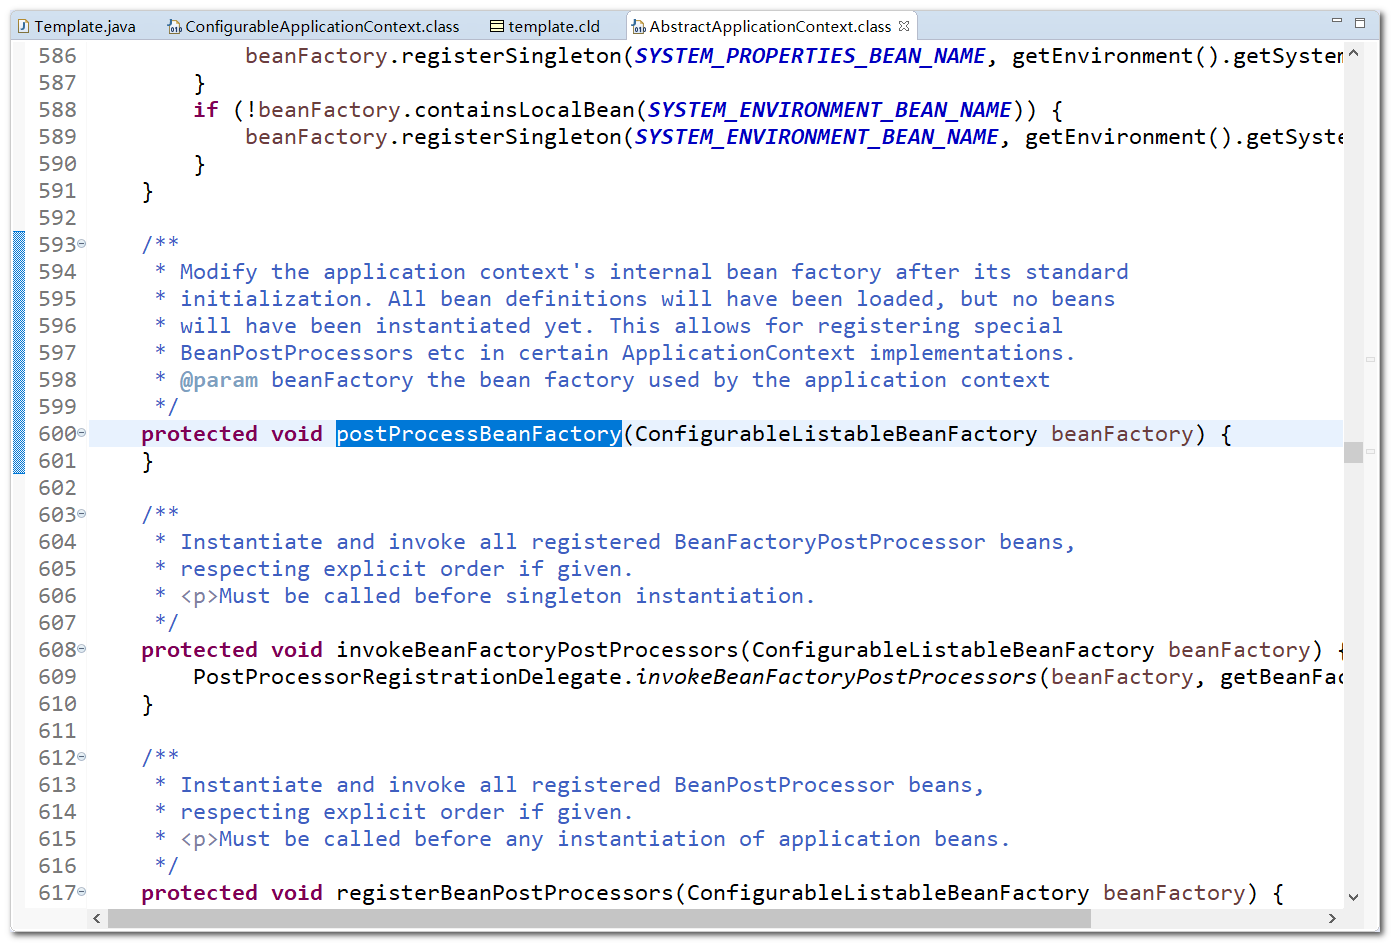 Template.java ConfigurableApplicationContext.class template.cld AbstractApplicationContext.class
586 beanFactory.registerSingleton(SYSTEM_PROPERTIES_BEAN_NAME, getEnvironment().getSystem
587 }
588 if (!beanFactory.containsLocalBean(SYSTEM_ENVIRONMENT_BEAN_NAME)) {
589 beanFactory.registerSingleton(SYSTEM_ENVIRONMENT_BEAN_NAME, getEnvironment().getSyste
590 }
591 }
592
593 /**
594 * Modify the application context's internal bean factory after its standard
595 * initialization. All bean definitions will have been loaded, but no beans
596 * will have been instantiated yet. This allows for registering special
597 * BeanPostProcessors etc in certain ApplicationContext implementations.
598 * @param beanFactory the bean factory used by the application context
599 */
600 protected void postProcessBeanFactory(ConfigurableListableBeanFactory beanFactory) {
601 }
602
603 /**
604 * Instantiate and invoke all registered BeanFactoryPostProcessor beans,
605 * respecting explicit order if given.
606 * <p>Must be called before singleton instantiation.
607 */
608 protected void invokeBeanFactoryPostProcessors(ConfigurableListableBeanFactory beanFactory) {
609 PostProcessorRegistrationDelegate.invokeBeanFactoryPostProcessors(beanFactory, getBeanFac
610 }
611
612 /**
613 * Instantiate and invoke all registered BeanPostProcessor beans,
614 * respecting explicit order if given.
615 * <p>Must be called before any instantiation of application beans.
616 */
617 protected void registerBeanPostProcessors(ConfigurableListableBeanFactory beanFactory) {